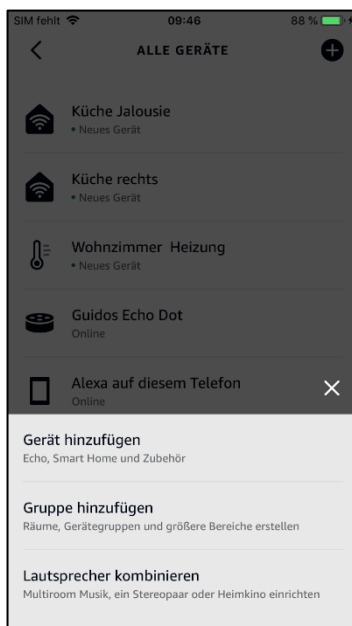 SIM fehlt 09:46 88 %
ALLE GERÄTE
Küche Jalousie
• Neues Gerät
Küche rechts
• Neues Gerät
Wohnzimmer Heizung
• Neues Gerät
Guidos Echo Dot
Online
Alexa auf diesem Telefon
Online
Gerät hinzufügen
Echo, Smart Home und Zubehör
Gruppe hinzufügen
Räume, Gerätegruppen und größere Bereiche erstellen
Lautsprecher kombinieren
Multiroom Musik, ein Stereopaar oder Heimkino einrichten